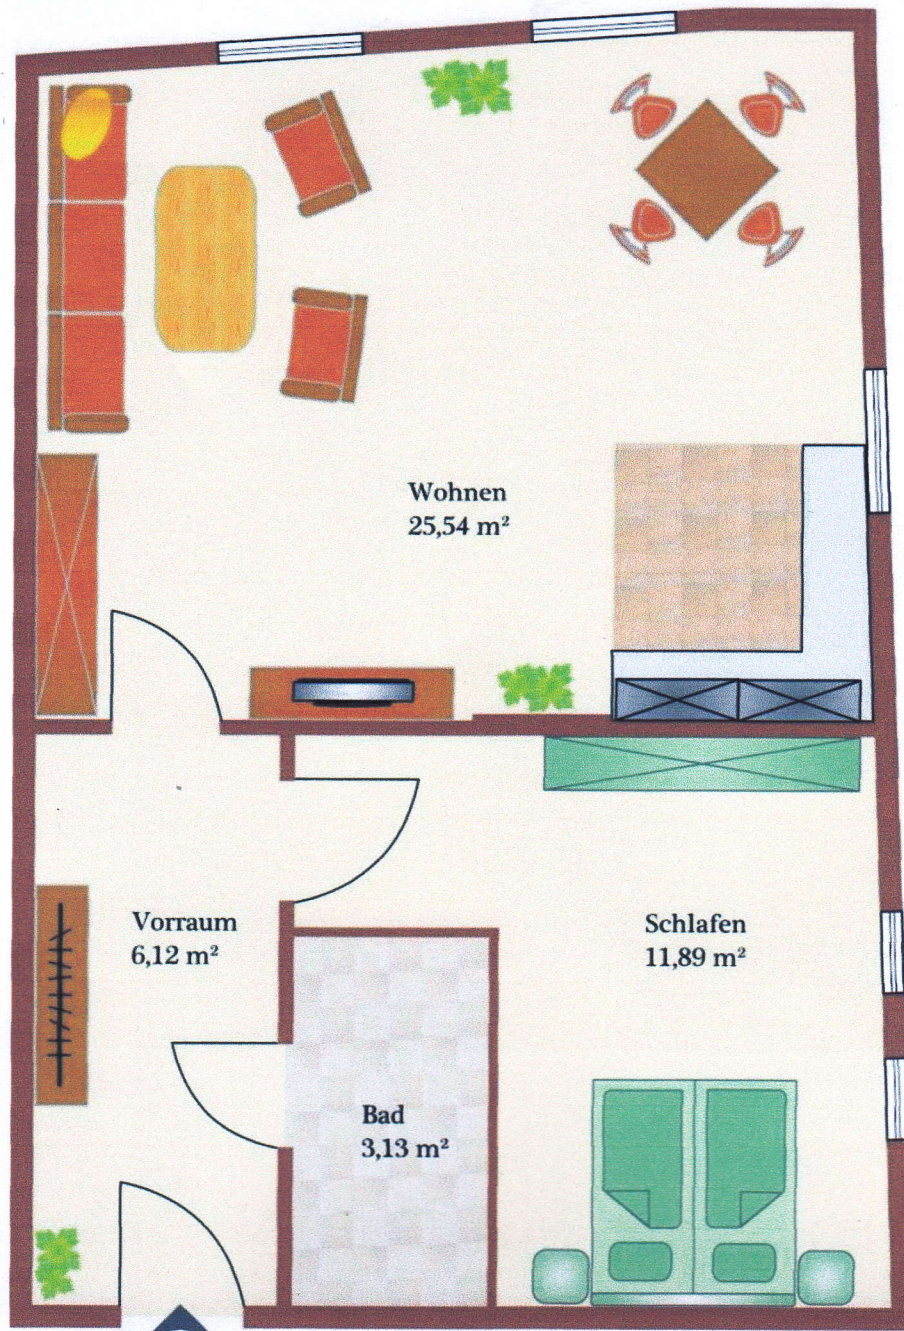 Wohnen
25,54 m²
Vorraum
6,12 m²
Schlafen
11,89 m²
Bad
3,13 m²